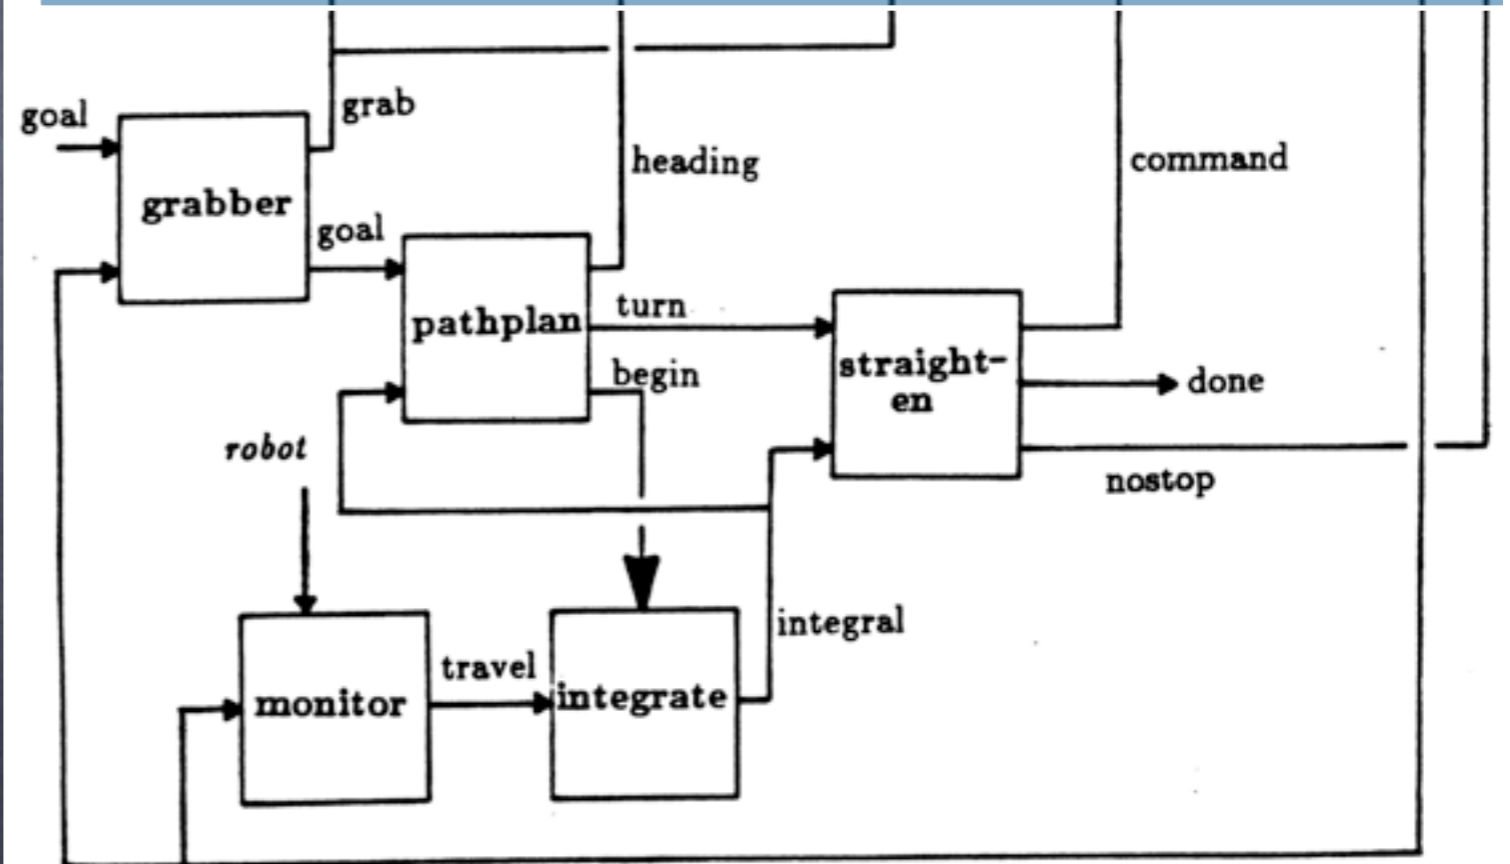 grab
goal
heading
command
grabber
goal
turn
pathplan
straight-
en
begin
done
robot
nostop
integral
travel
monitor
integrate